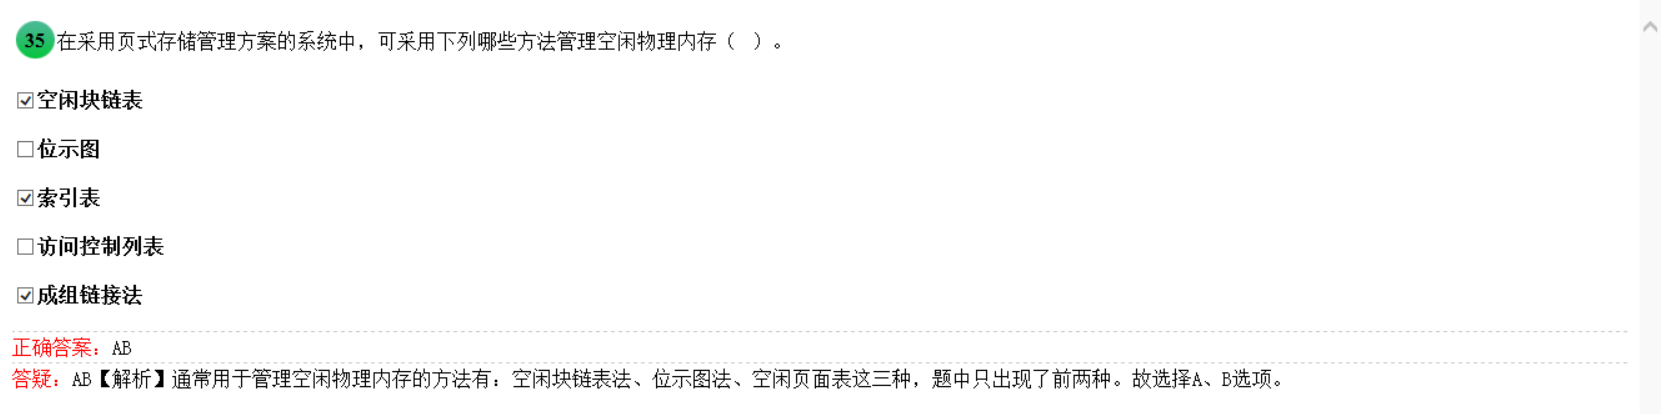 35 在采用页式存储管理方案的系统中，可采用下列哪些方法管理空闲物理内存（ ）。
空闲块链表
位示图
索引表
访问控制列表
成组链接法
正确答案：AB
答疑：AB【解析】通常用于管理空闲物理内存的方法有：空闲块链表法、位示图法、空闲页面表这三种，题中只出现了前两种。故选择A、B选项。